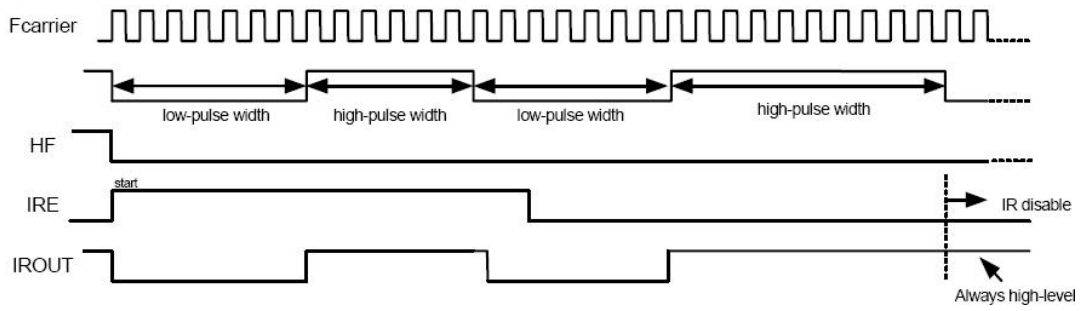 Fcarrier
low-pulse width
high-pulse width
low-pulse width
high-pulse width
HF
start
IRE
IR disable
IROUT
Always high-level